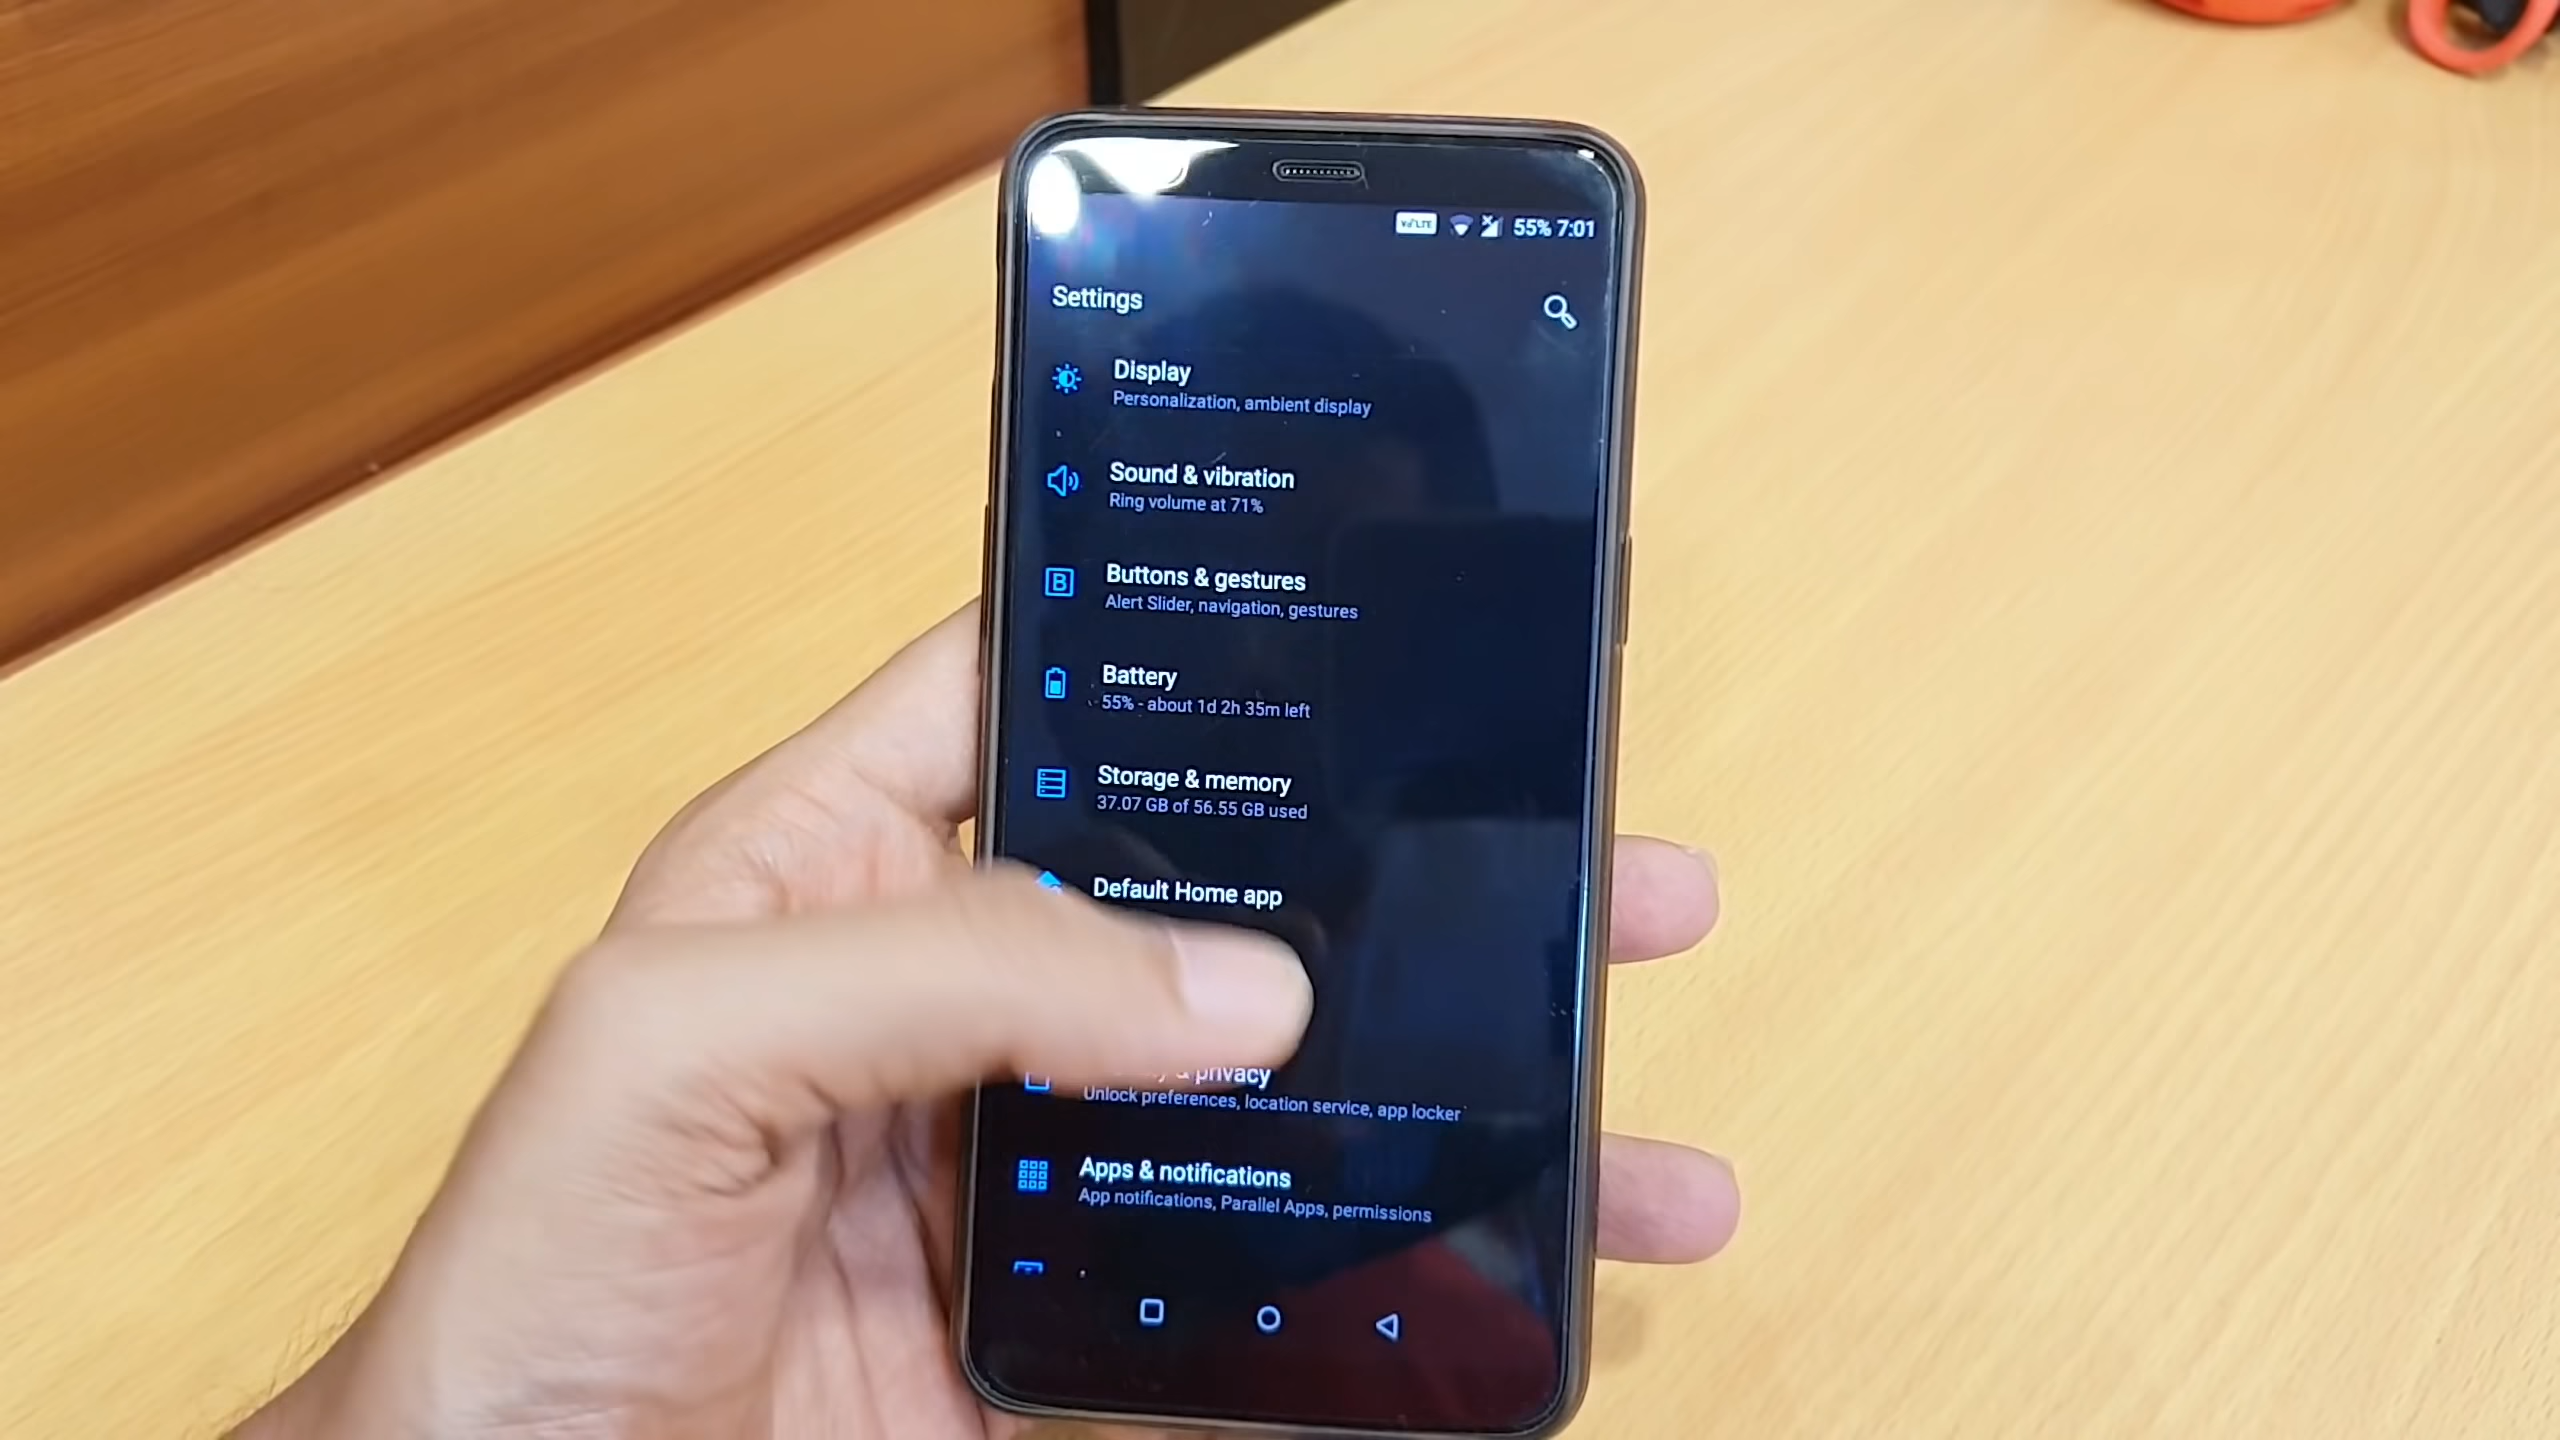 VoLTE 55% 7:01
Settings
Display
Personalization, ambient display
Sound & vibration
Ring volume at 71%
B Buttons & gestures
Alert Slider, navigation, gestures
Battery
55% - about 1d 2h 35m left
Storage & memory
37.07 GB of 56.55 GB used
Default Home app
& privacy
Unlock preferences, location service, app locker
Apps & notifications
App notifications, Parallel Apps, permissions